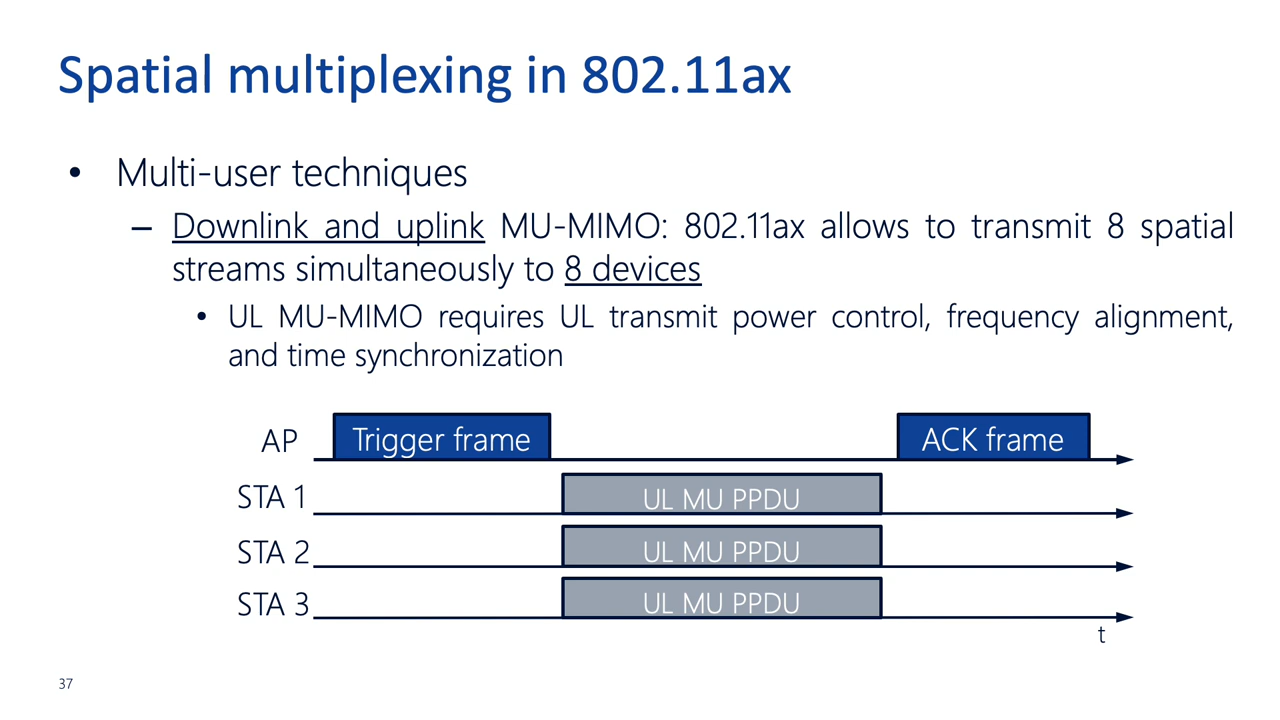 Spatial multiplexing in 802.11ax
• Multi-user techniques
– Downlink and uplink MU-MIMO: 802.11ax allows to transmit 8 spatial
streams simultaneously to 8 devices
• UL MU-MIMO requires UL transmit power control, frequency alignment,
and time synchronization
AP Trigger frame ACK frame
STA 1 UL MU PPDU
STA 2 UL MU PPDU
STA 3 UL MU PPDU
t
37